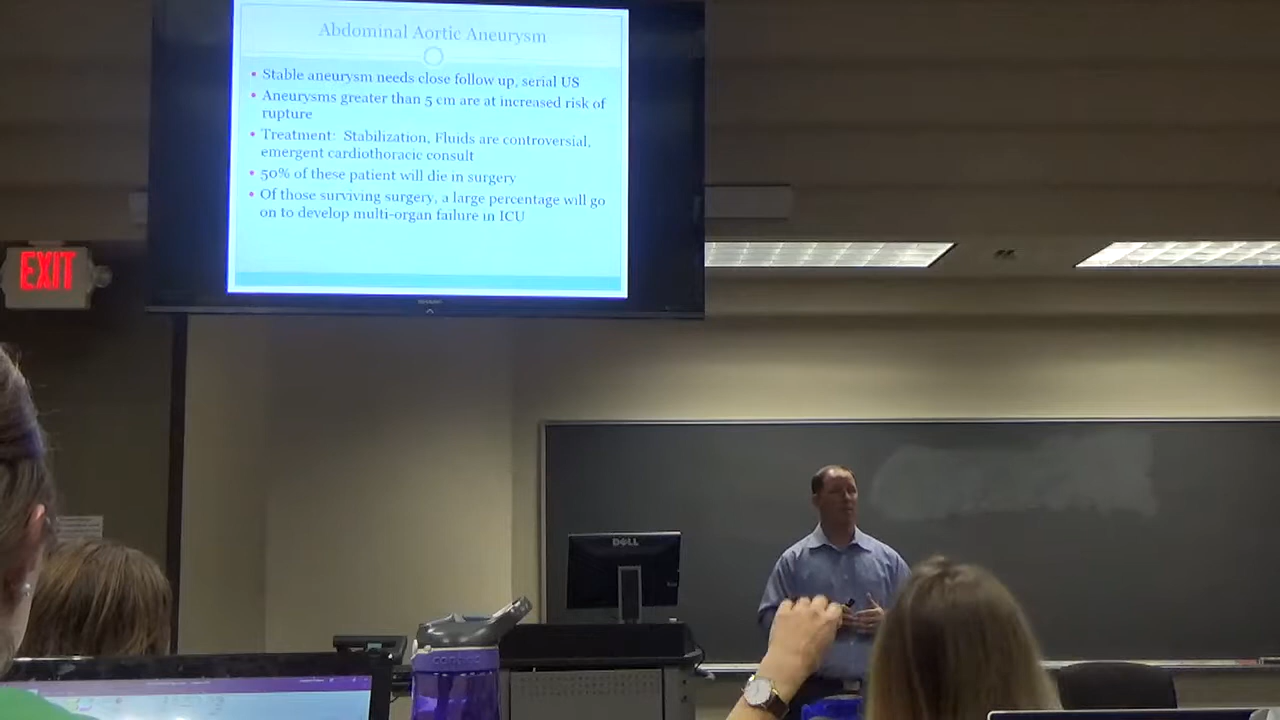 Abdominal Aortic Aneurysm
• Stable aneurysm needs close follow up, serial US
• Aneurysms greater than 5 cm are at increased risk of
rupture
• Treatment: Stabilization, Fluids are controversial,
emergent cardiothoracic consult
• 50% of these patient will die in surgery
• Of those surviving surgery, a large percentage will go
on to develop multi-organ failure in ICU
SHARP
EXIT
DELL
contigo